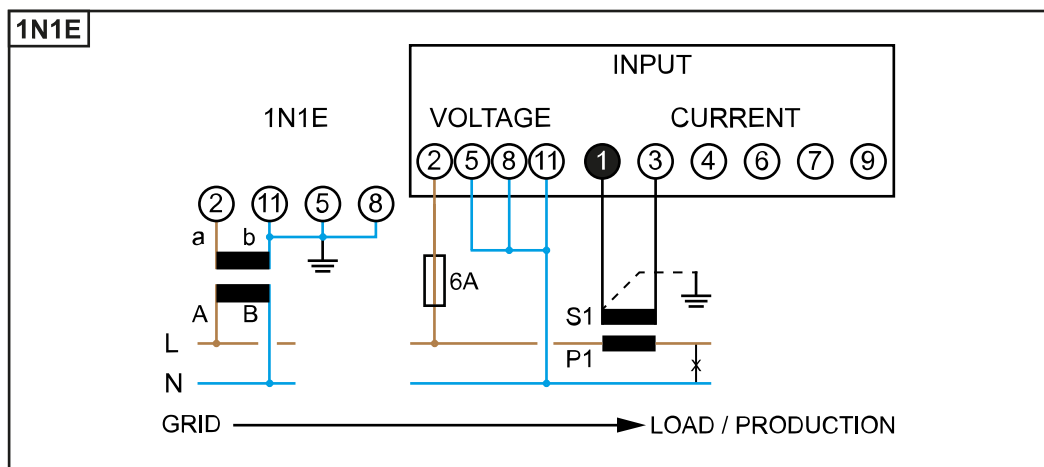 1N1E
INPUT
1N1E VOLTAGE CURRENT
2 5 8 11 1 3 4 6 7 9
2 11 5 8
a b
6A
A B
S1
P1
L
N
GRID LOAD / PRODUCTION